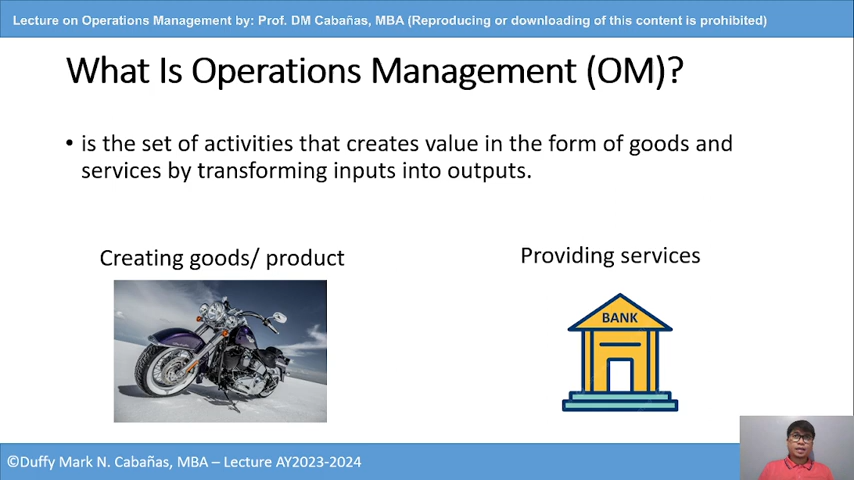 Lecture on Operations Management by: Prof. DM Cabañas, MBA (Reproducing or downloading of this content is prohibited)
What Is Operations Management (OM)?
• is the set of activities that creates value in the form of goods and
services by transforming inputs into outputs.
Creating goods/ product
Providing services
BANK
©Duffy Mark N. Cabañas, MBA – Lecture AY2023-2024